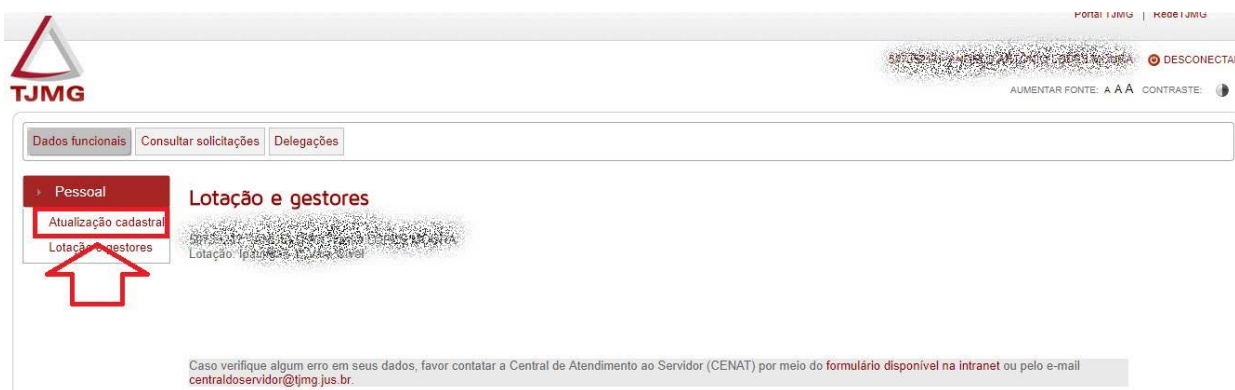 Portal TJMG | RedeTJMG
DESCONECTA
AUMENTAR FONTE: A A A CONTRASTE:
TJMG
Dados funcionais Consultar solicitações Delegações
Pessoal
Atualização cadastral
Lotação e gestores
Lotação e gestores
Lotação:
Caso verifique algum erro em seus dados, favor contatar a Central de Atendimento ao Servidor (CENAT) por meio do formulário disponível na intranet ou pelo e-mail
centraldoservidor@tjmg.jus.br.